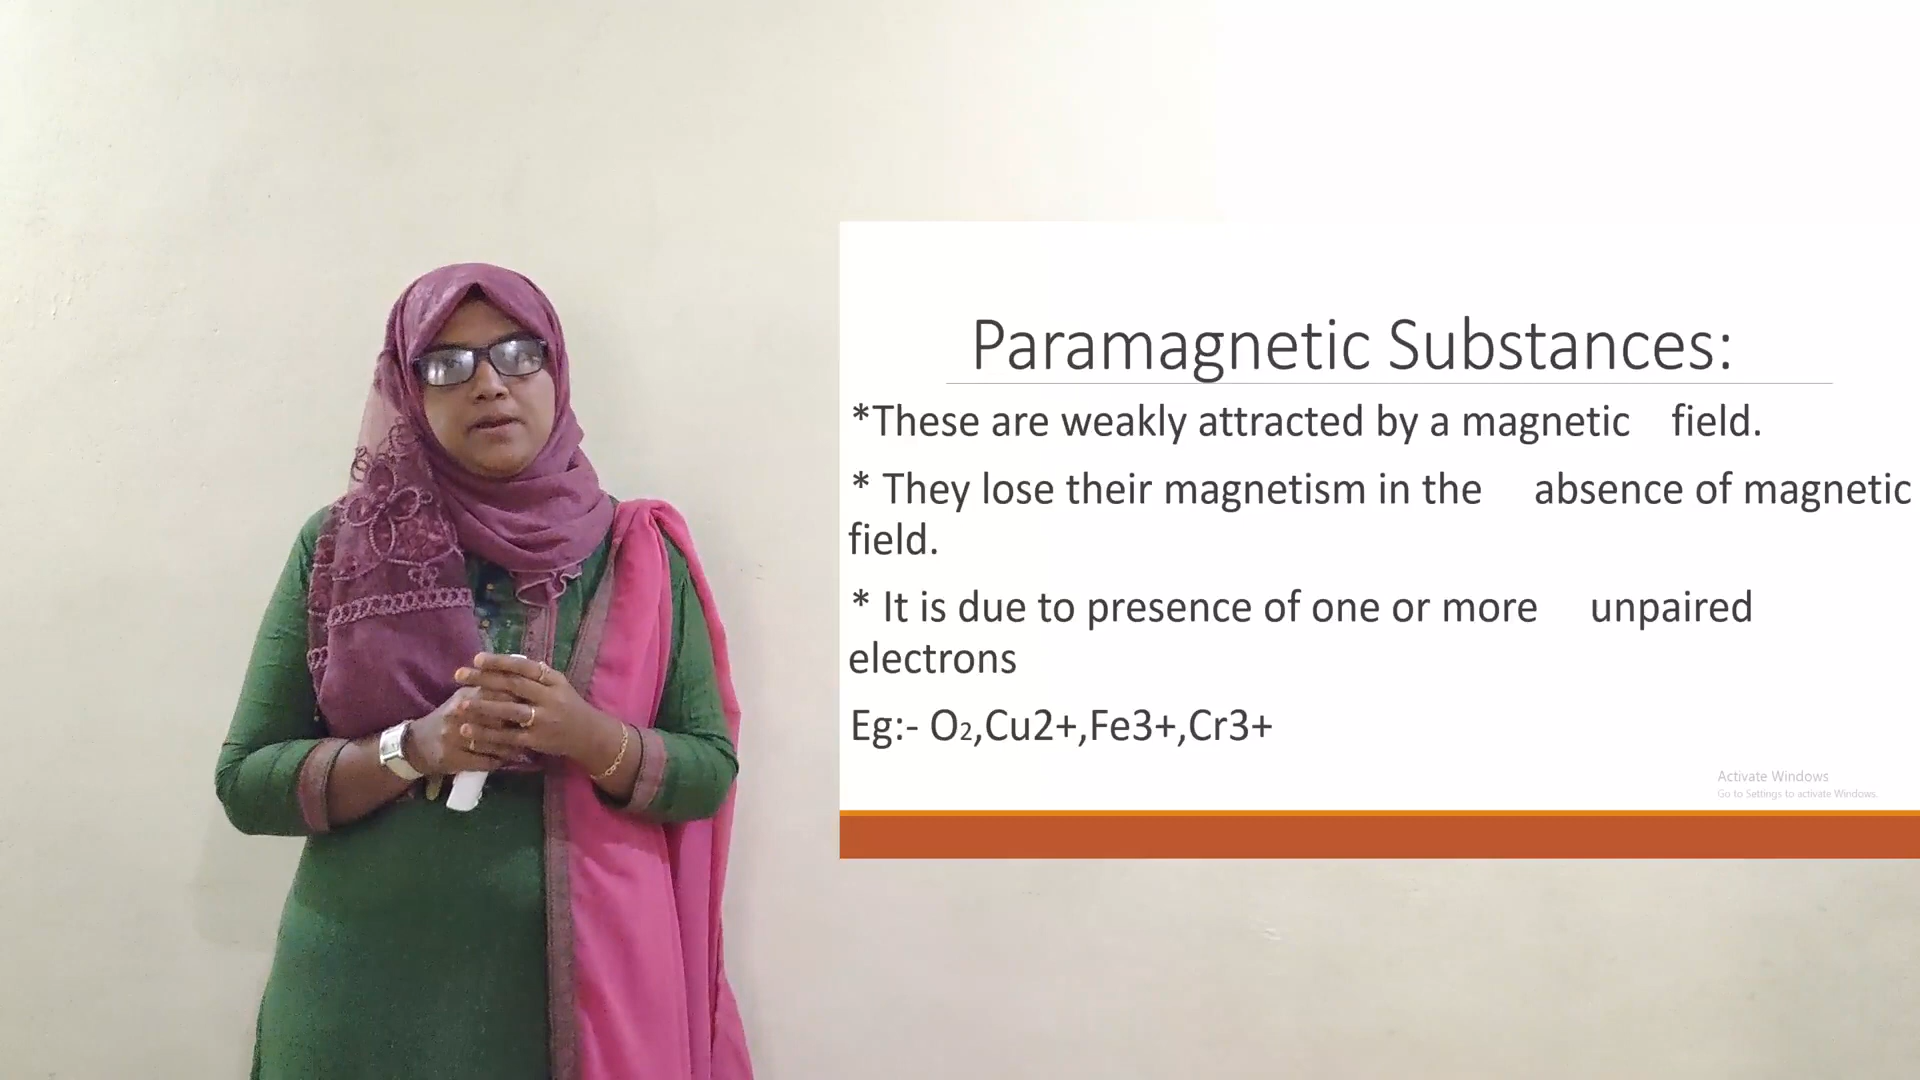 Paramagnetic Substances:
*These are weakly attracted by a magnetic field.
* They lose their magnetism in the absence of magnetic
field.
* It is due to presence of one or more unpaired
electrons
Eg:- O₂,Cu2+,Fe3+,Cr3+
Activate Windows
Go to Settings to activate Windows.